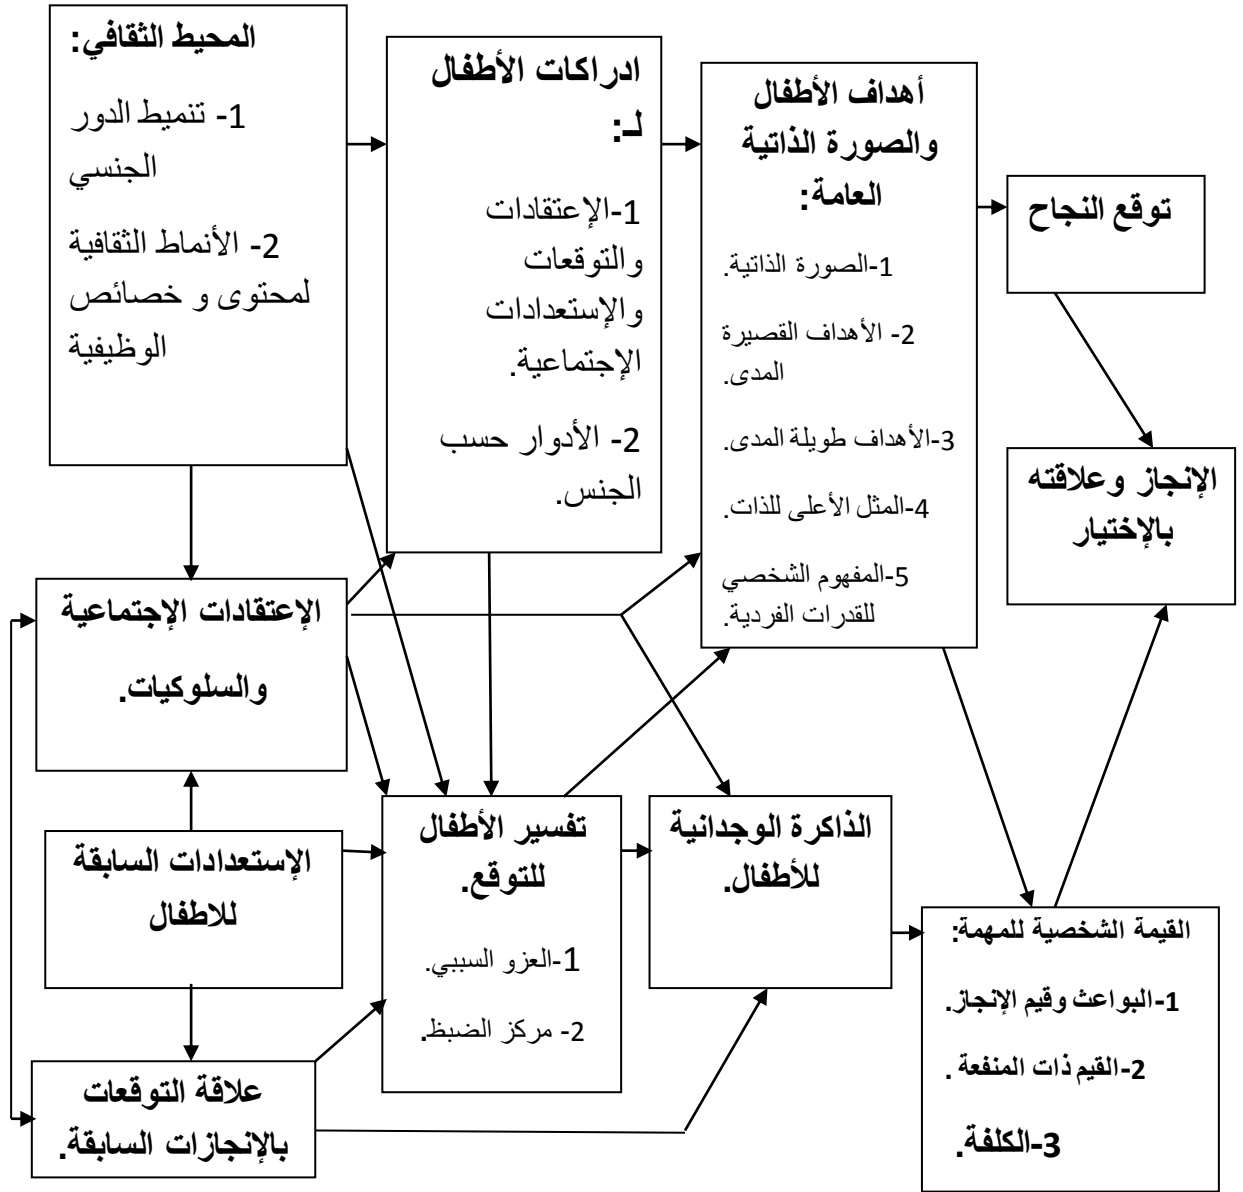 المحيط الثقافي:
1- تنميط الدور
الجنسي
2- الأنماط الثقافية
لمحتوى و خصائص
الوظيفية
ادراكات الأطفال
لـ:
1-الإعتقادات
والتوقعات
والإستعدادات
الإجتماعية.
2- الأدوار حسب
الجنس.
أهداف الأطفال
والصورة الذاتية
العامة:
1-الصورة الذاتية.
2- الأهداف القصيرة
المدى.
3-الأهداف طويلة المدى.
4-المثل الأعلى للذات.
5-المفهوم الشخصي
للقدرات الفردية.
توقع النجاح
الإنجاز وعلاقته
بالإختيار
الإعتقادات الإجتماعية
والسلوكيات.
الإستعدادات السابقة
للاطفال
علاقة التوقعات
بالإنجازات السابقة.
تفسير الأطفال
للتوقع.
1-العزو السببي.
2- مركز الضبظ.
الذاكرة الوجدانية
للأطفال.
القيمة الشخصية للمهمة:
1-البواعث وقيم الإنجاز.
2-القيم ذات المنفعة .
3-الكلفة.